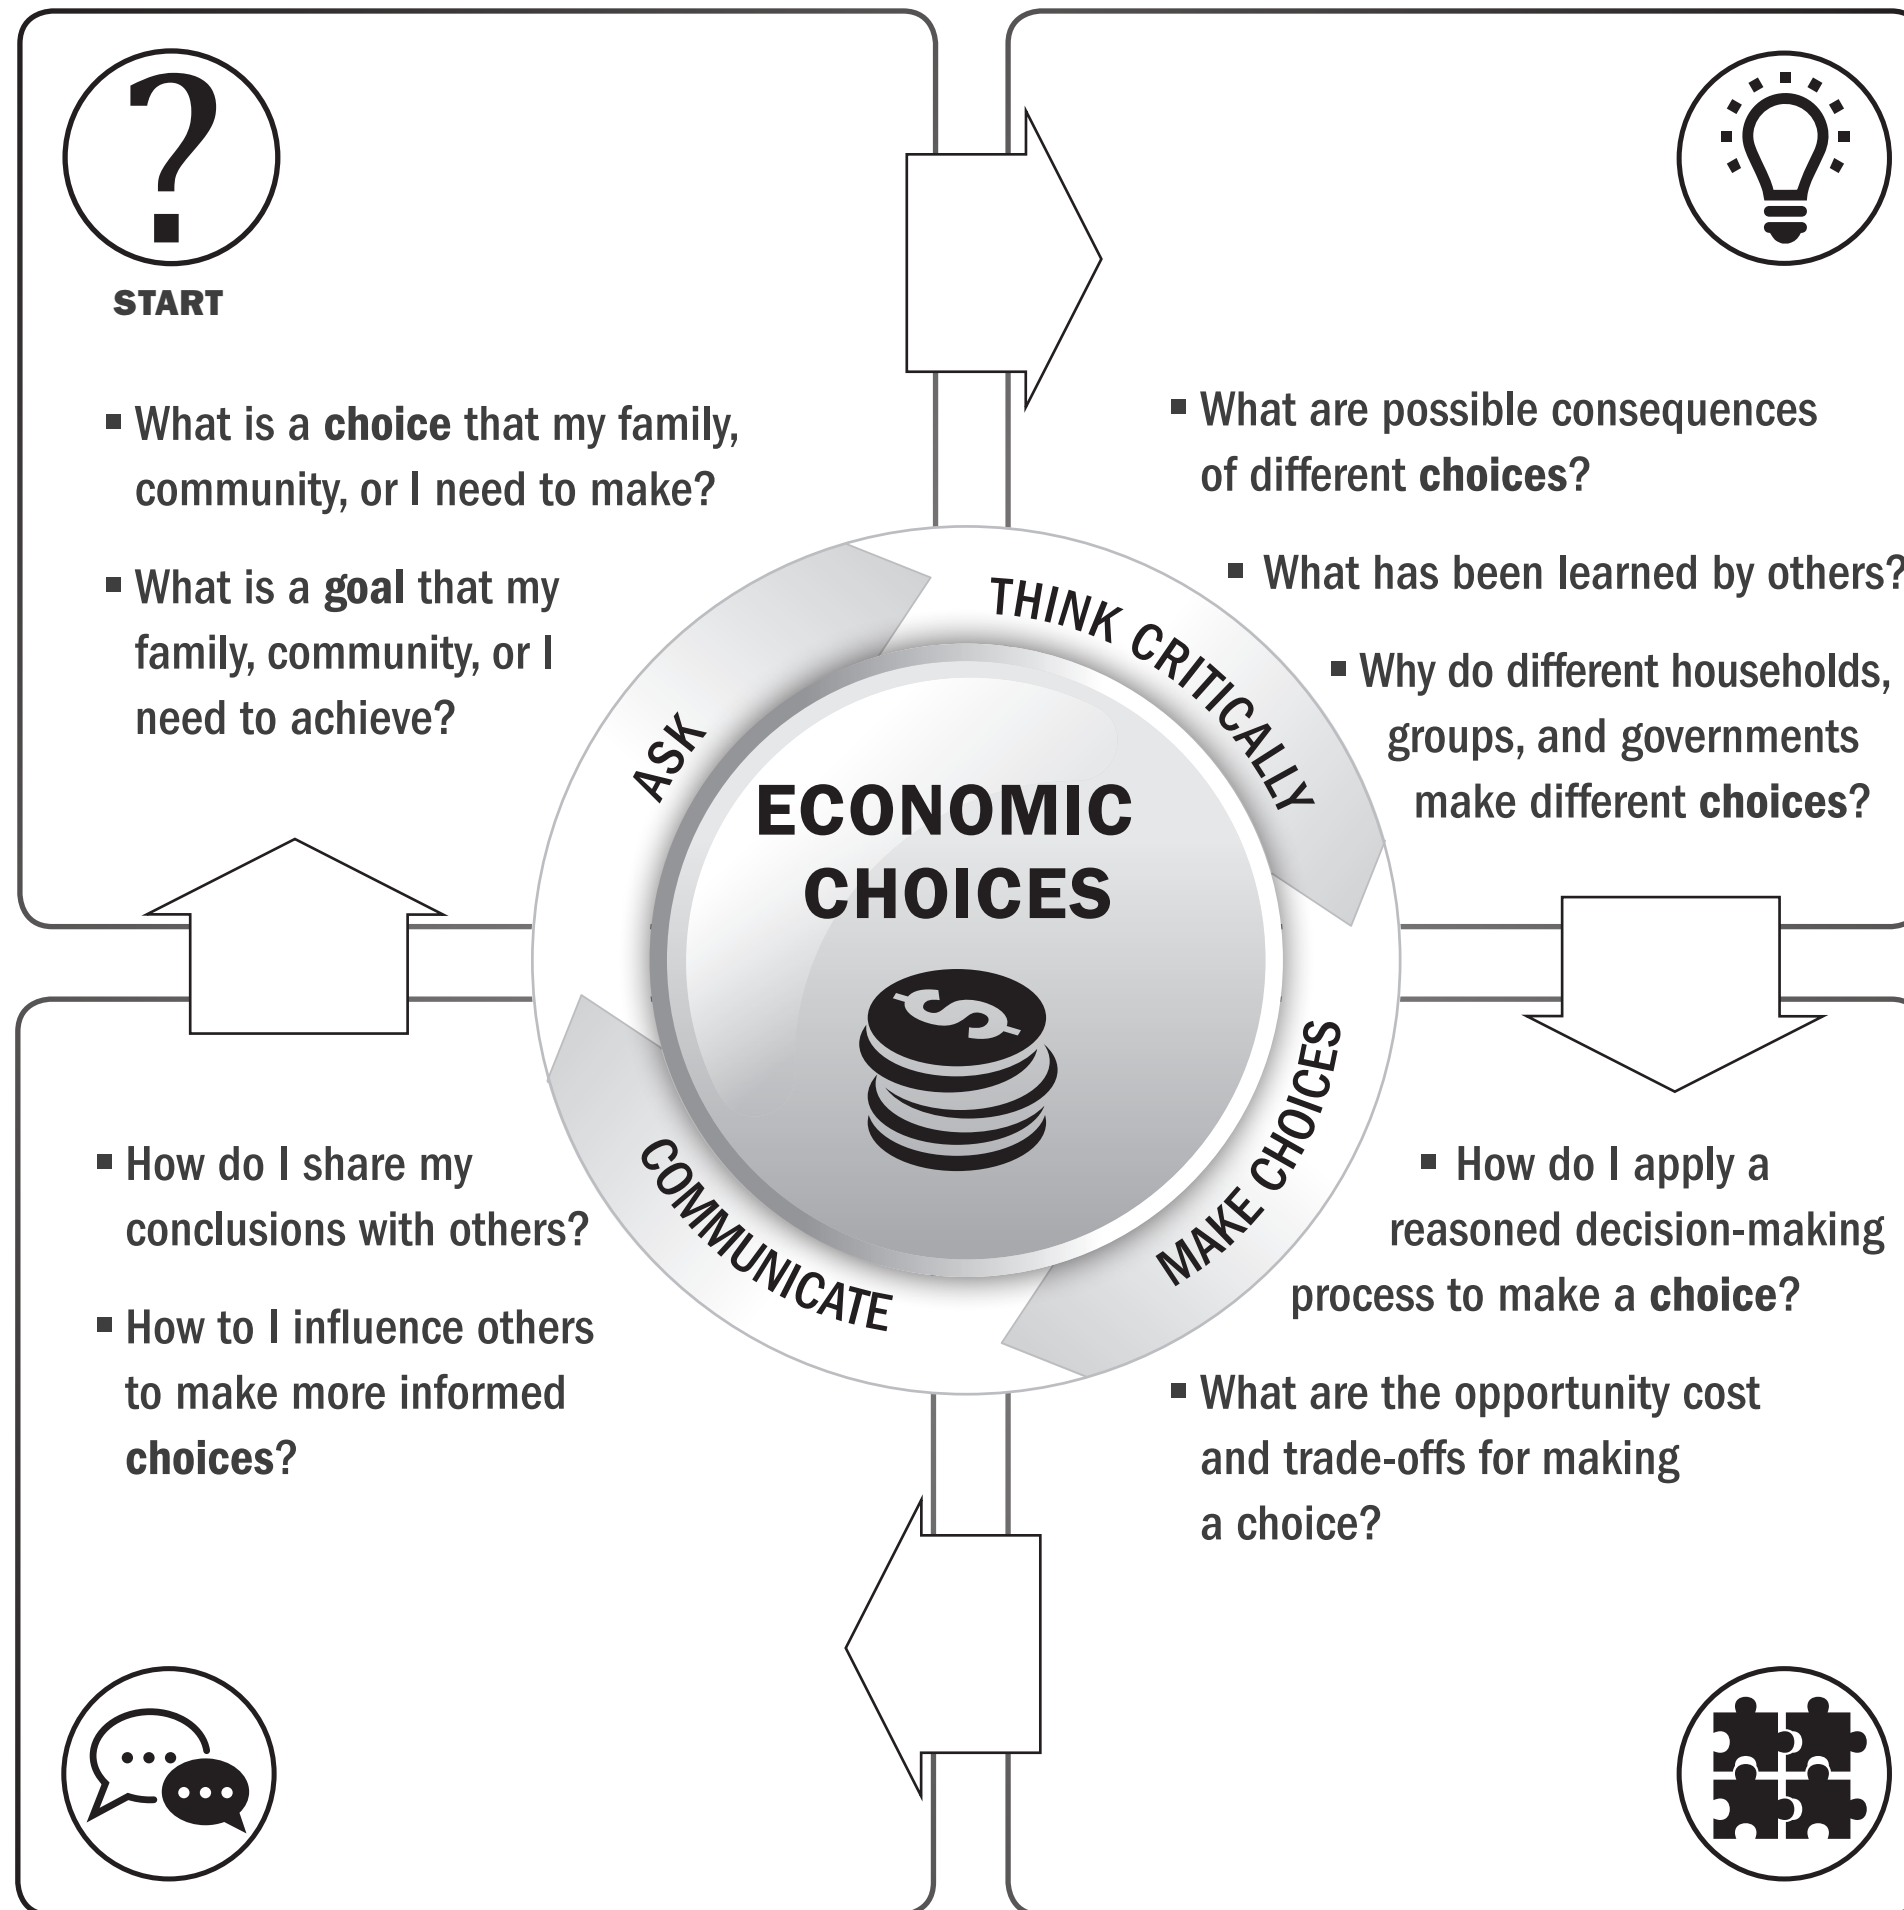 START
▪ What is a choice that my family,
community, or I need to make?
▪ What is a goal that my
family, community, or I
need to achieve?
▪ What are possible consequences
of different choices?
▪ What has been learned by others?
▪ Why do different households,
groups, and governments
make different choices?
ASK
THINK CRITICALLY
MAKE CHOICES
COMMUNICATE
ECONOMIC
CHOICES
$
▪ How do I share my
conclusions with others?
▪ How to I influence others
to make more informed
choices?
▪ How do I apply a
reasoned decision-making
process to make a choice?
▪ What are the opportunity cost
and trade-offs for making
a choice?